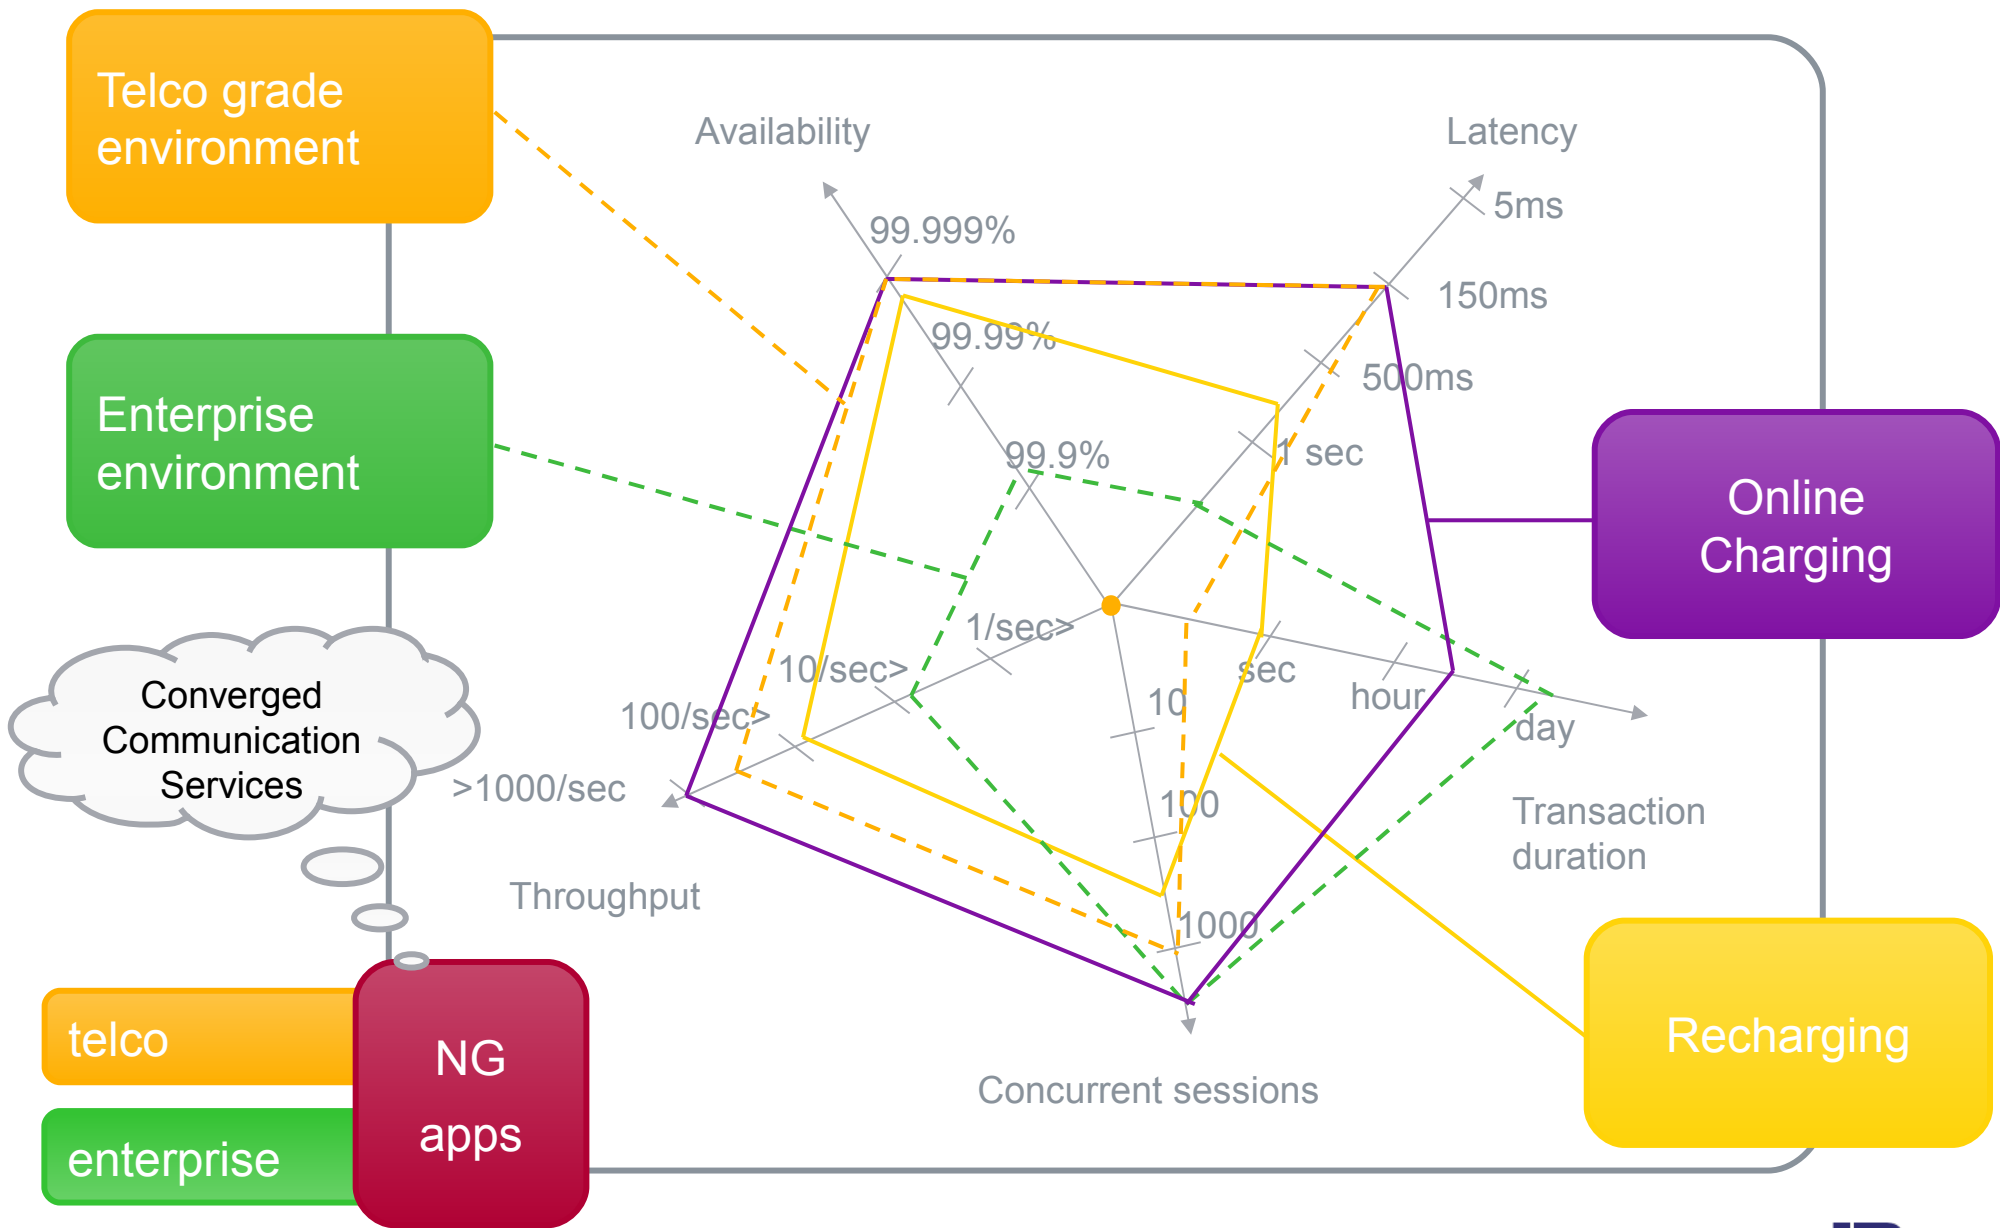 Telco grade
environment
Availability
Latency
5ms
99.999%
150ms
99.99%
500ms
Enterprise
environment
99.9%
1 sec
Online
Charging
1/sec>
10/sec>
sec
hour
100/sec>
10
day
Converged
Communication
Services
>1000/sec
100
Transaction
duration
Throughput
1000
telco
NG
apps
Recharging
Concurrent sessions
enterprise